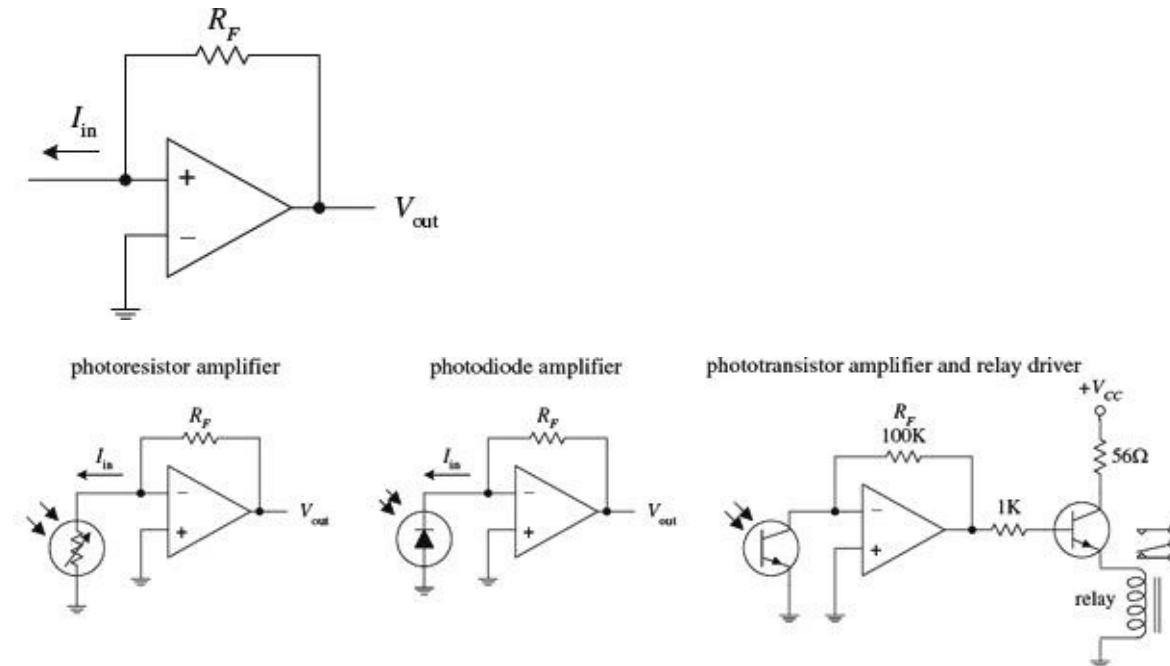 R_F
I_in
+
−
V_out
photoresistor amplifier
R_F
I_in
−
+
V_out
photodiode amplifier
R_F
I_in
−
+
V_out
phototransistor amplifier and relay driver
+V_CC
R_F
100K
56Ω
−
+
1K
relay